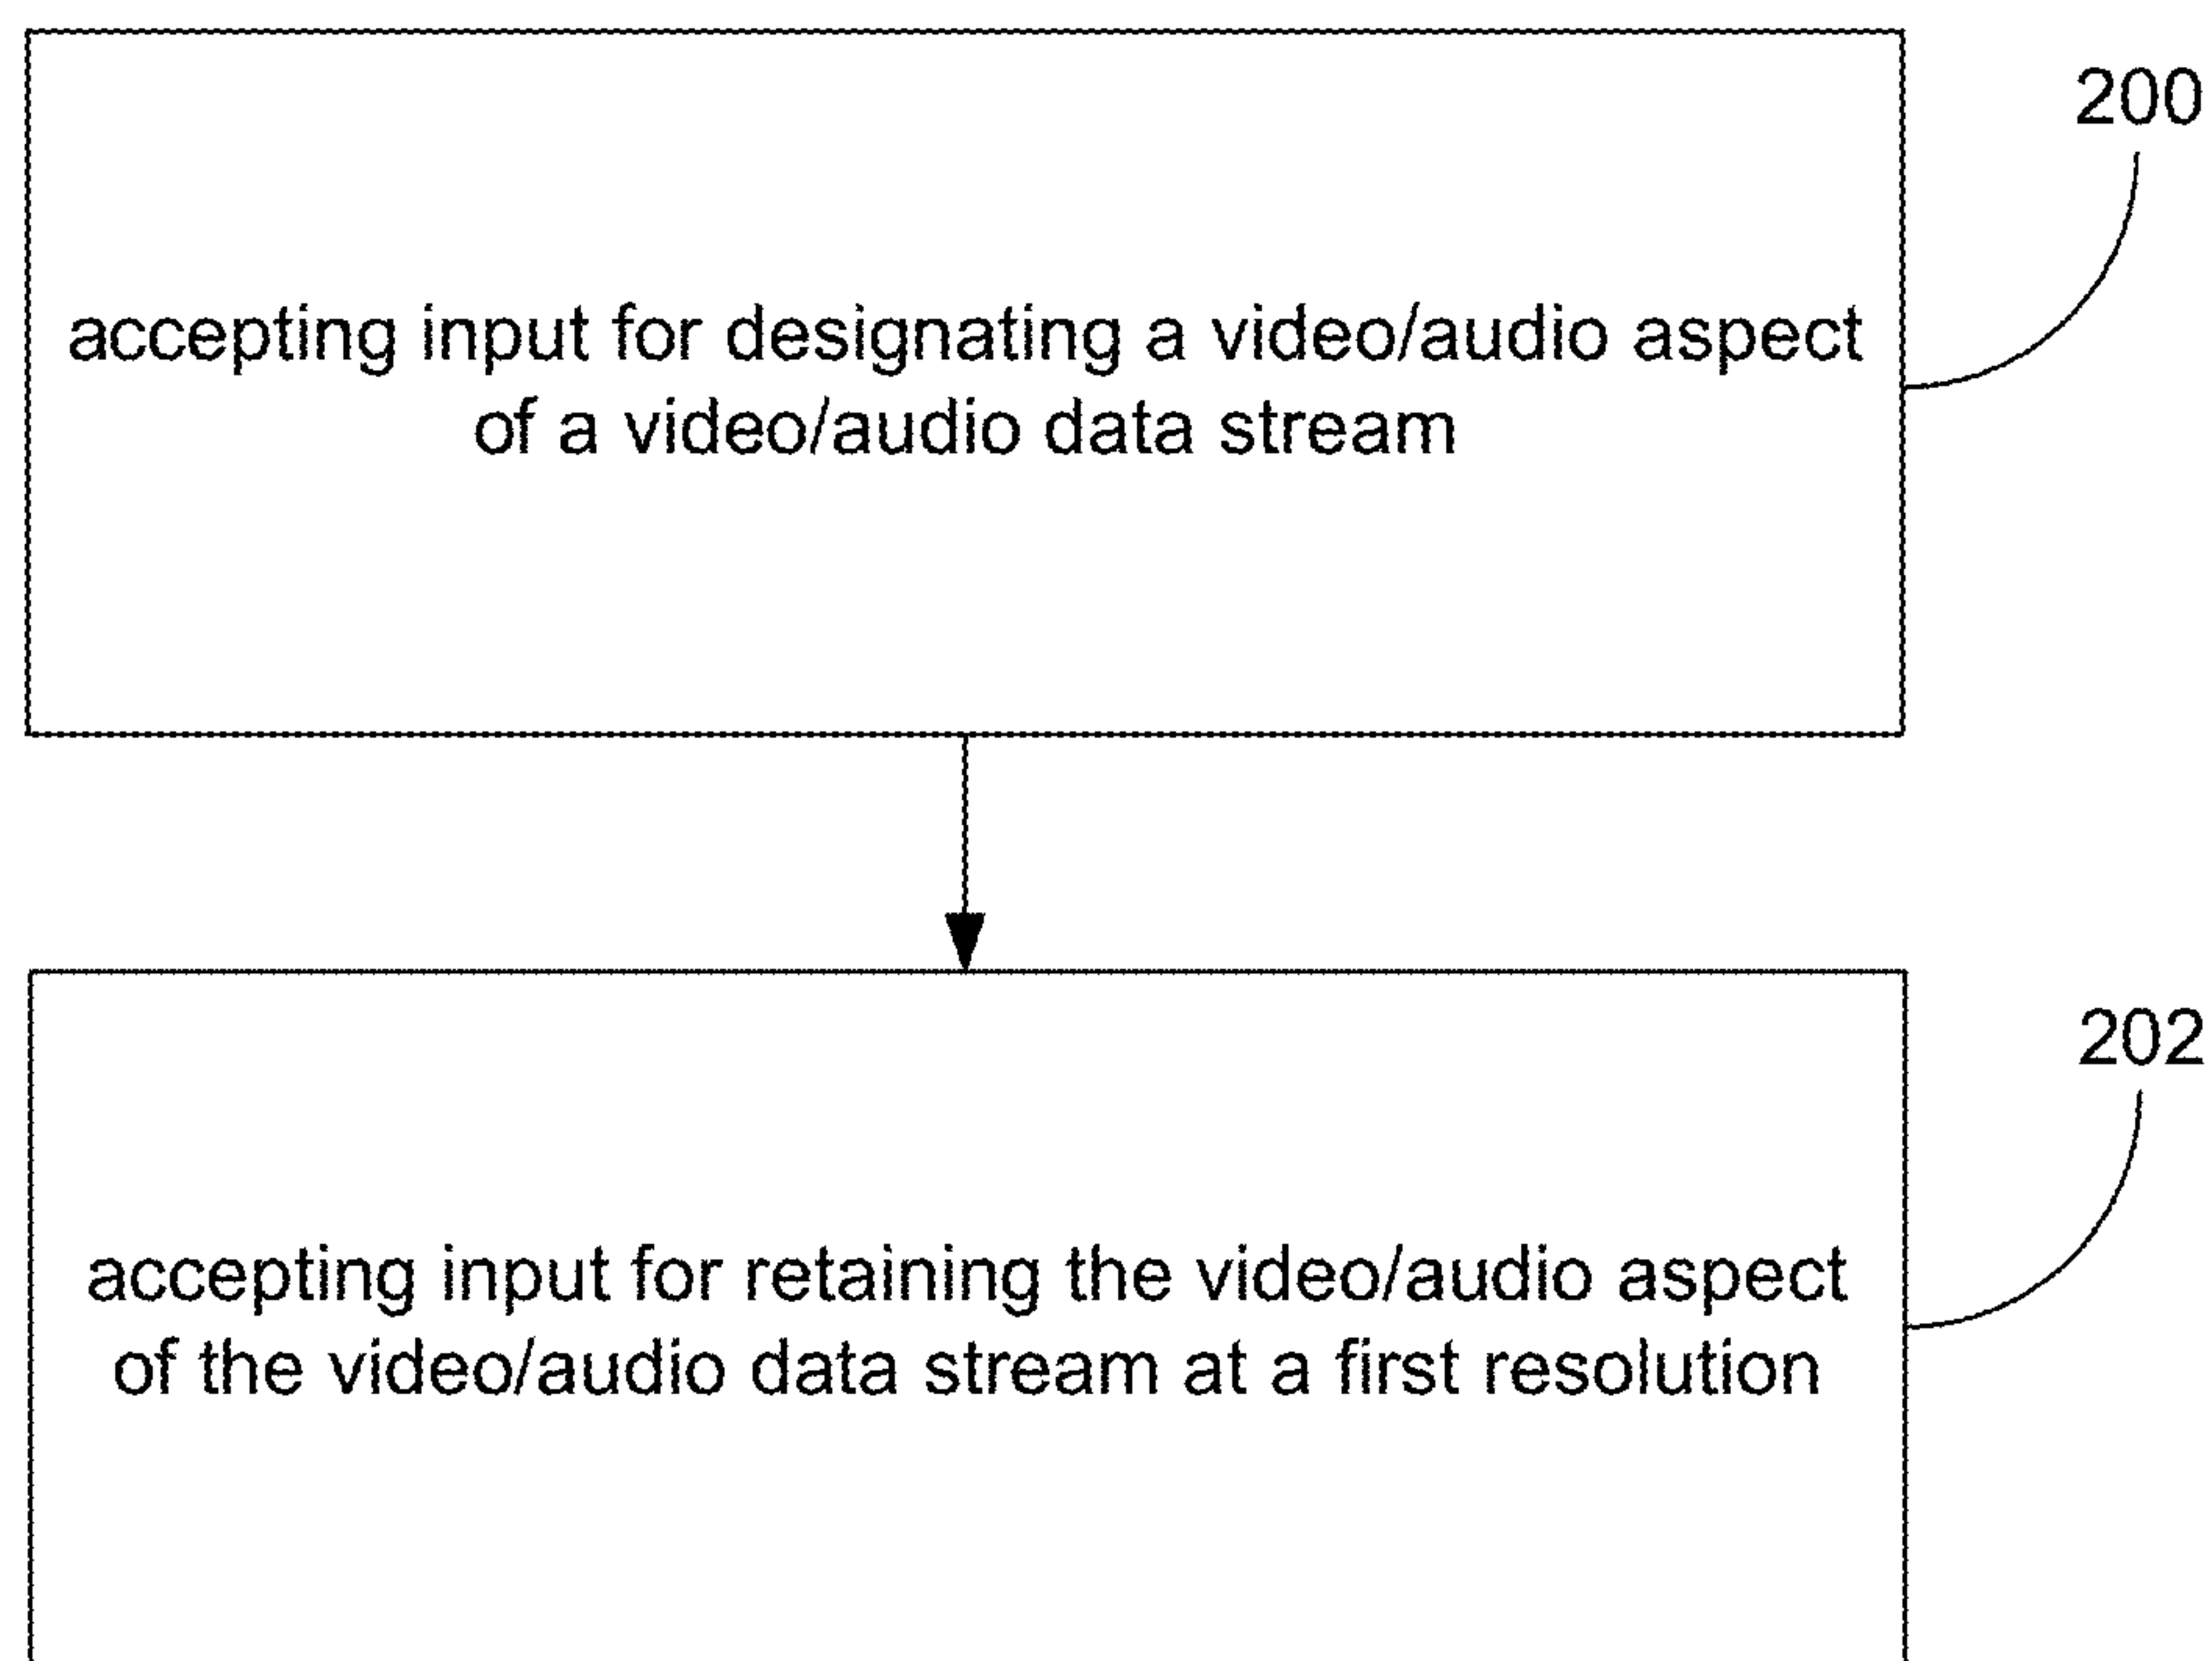 200
accepting input for designating a video/audio aspect
of a video/audio data stream
202
accepting input for retaining the video/audio aspect
of the video/audio data stream at a first resolution